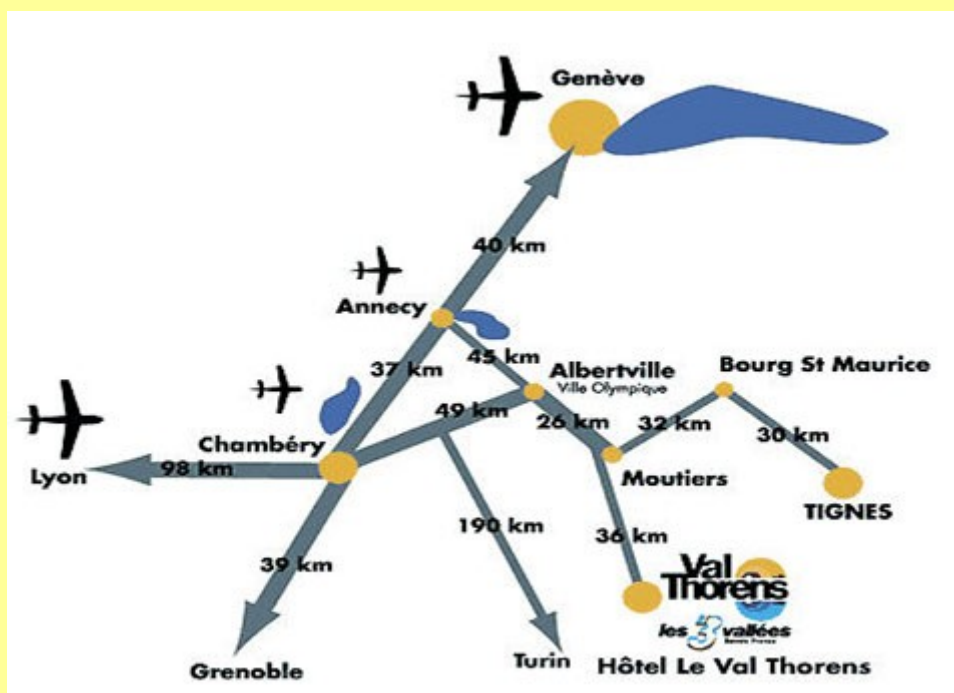 Genève
40 km
Annecy
37 km
45 km
Albertville
Ville Olympique
Bourg St Maurice
49 km
26 km
32 km
30 km
Chambéry
98 km
Lyon
Moutiers
TIGNES
190 km
36 km
39 km
Val
Thorens
les 3 vallées
Grenoble
Turin
Hôtel Le Val Thorens